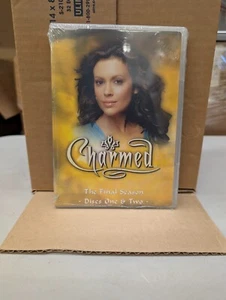 Charmed
The Final Season
- Discs One & Two -